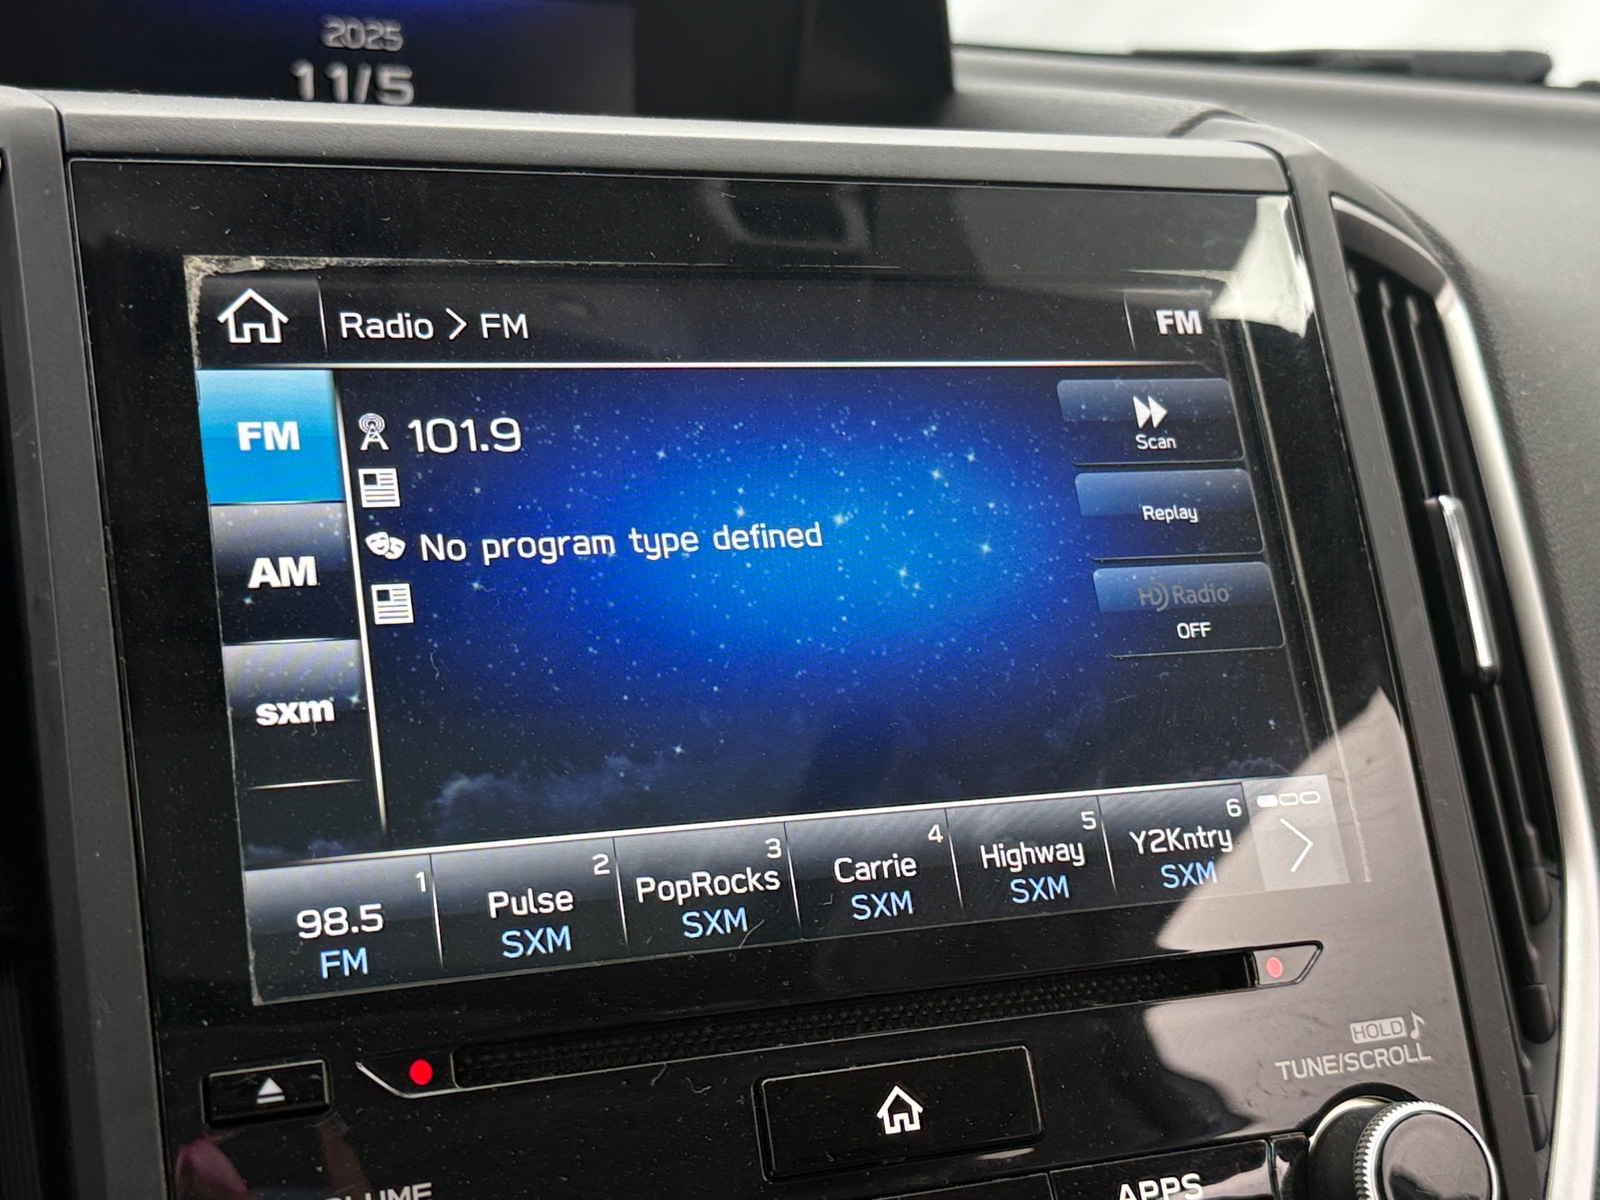 2025
11/5
Radio > FM
FM
FM
101.9
Scan
Replay
No program type defined
AM
HD Radio
OFF
sxm
1
98.5
FM
2
Pulse
SXM
3
PopRocks
SXM
4
Carrie
SXM
5
Highway
SXM
6
Y2Kntry
SXM
HOLD
TUNE/SCROLL
APPS